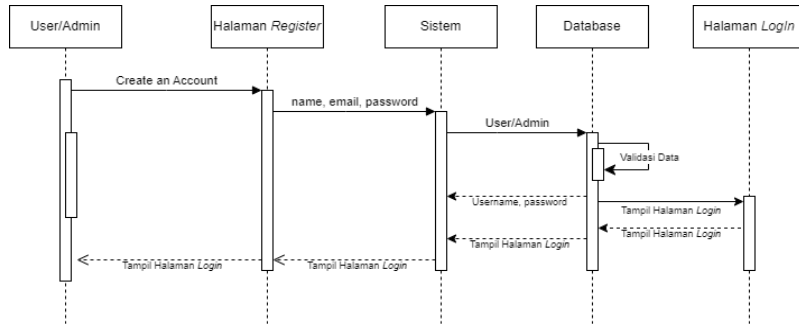 User/Admin
Halaman Register
Sistem
Database
Halaman LogIn
Create an Account
name, email, password
User/Admin
Validasi Data
Username, password
Tampil Halaman Login
Tampil Halaman Login
Tampil Halaman Login
Tampil Halaman Login
Tampil Halaman Login